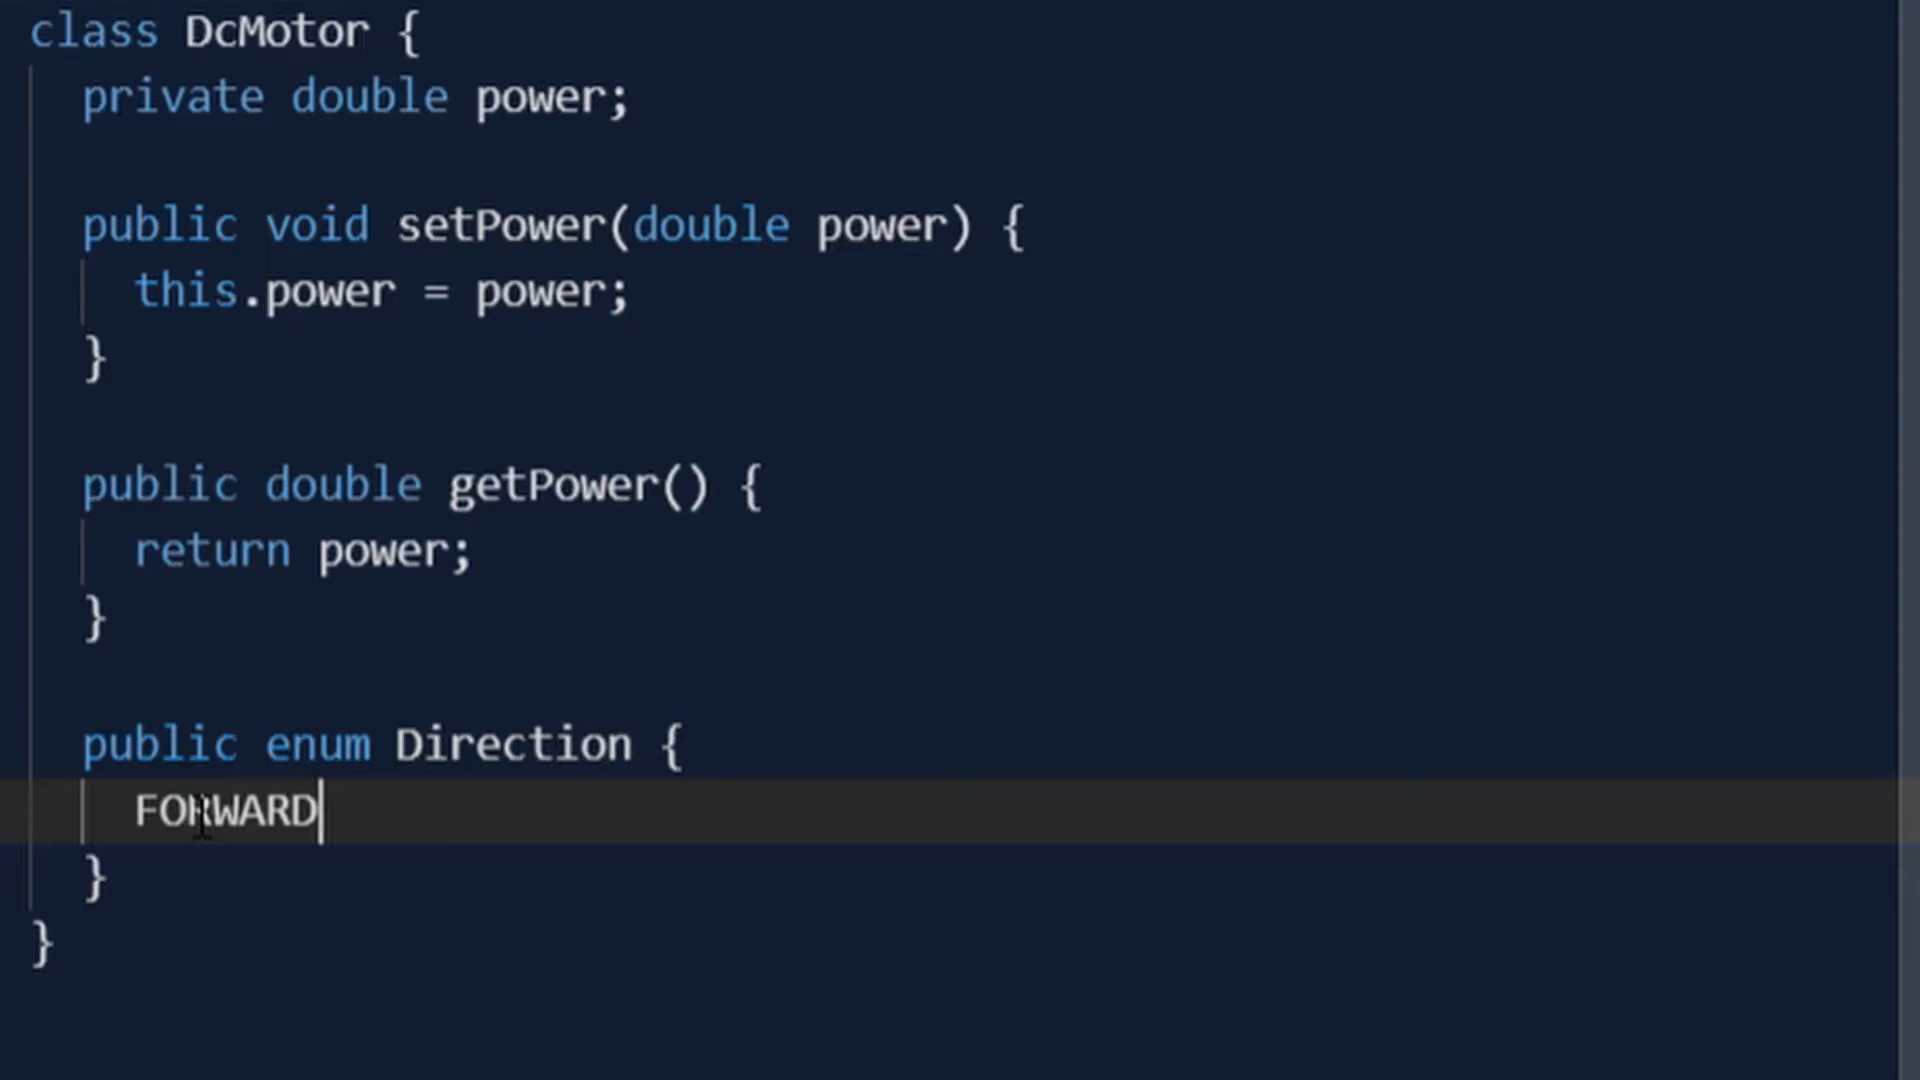 class DcMotor {
private double power;
public void setPower(double power) {
this.power = power;
}
public double getPower() {
return power;
}
public enum Direction {
FORWARD
}
}